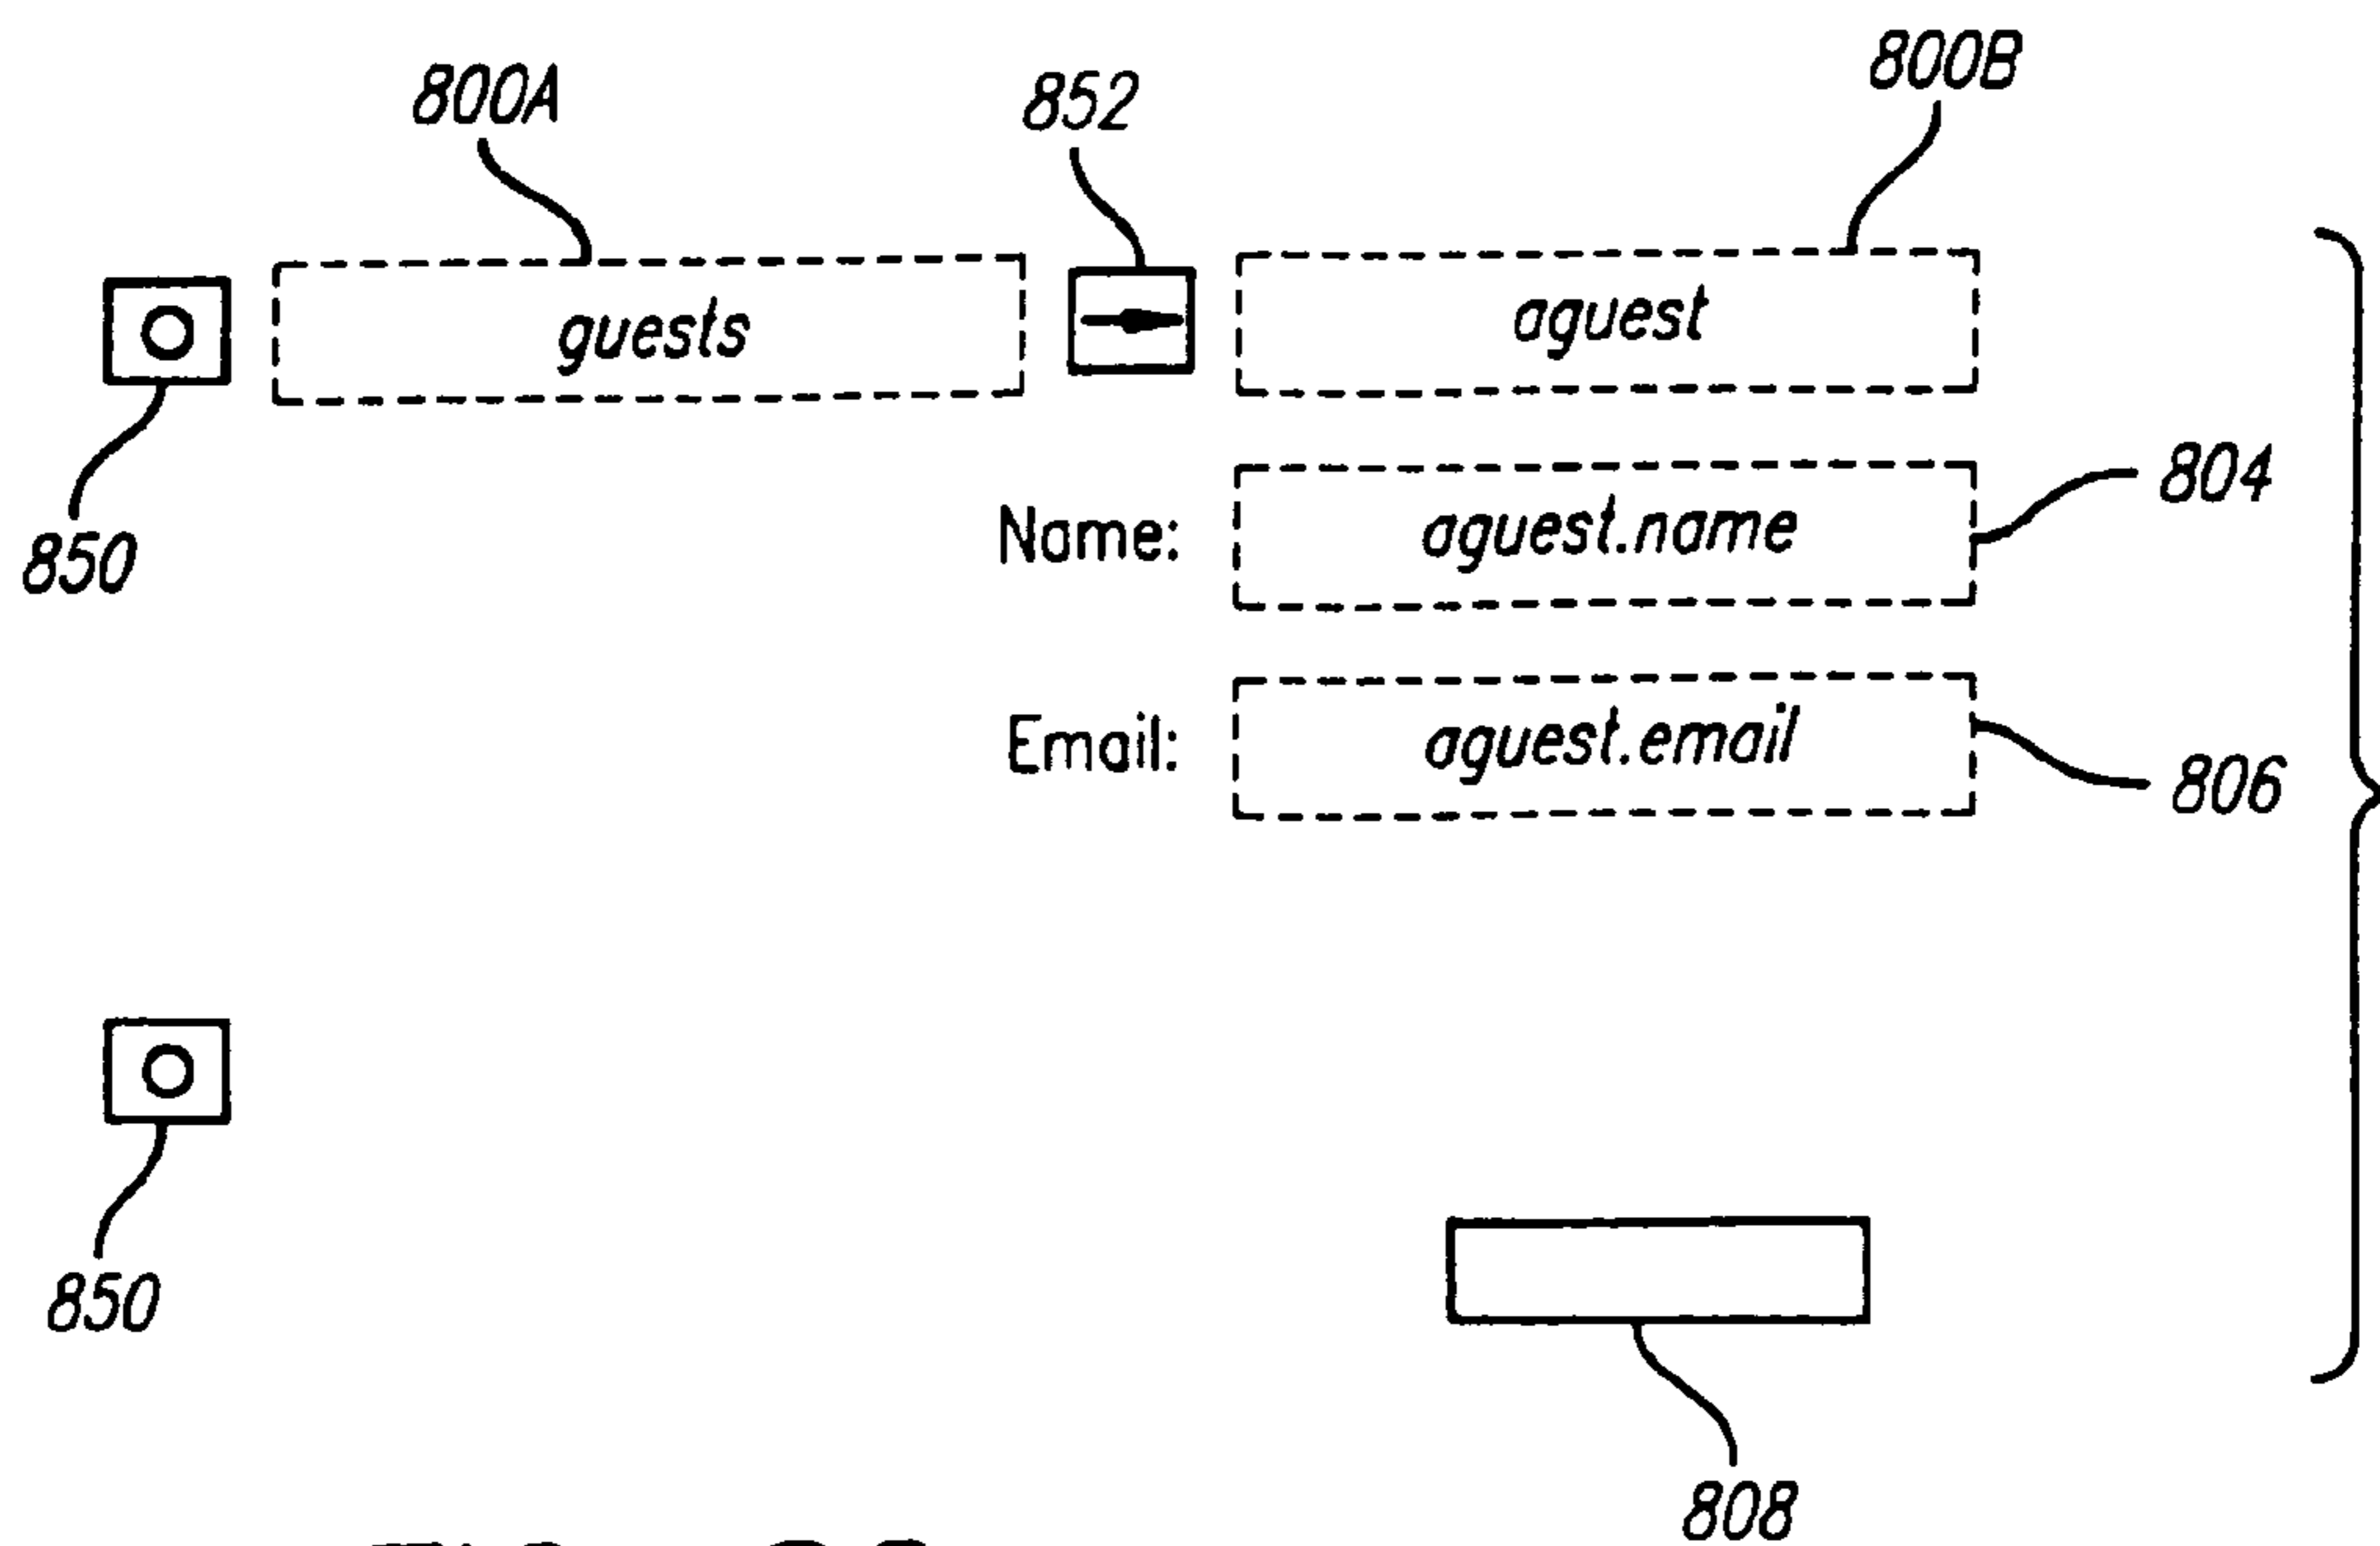 800A 852 800B
guests aguest
850
Name: aguest.name 804
Email: aguest.email 806
850
808